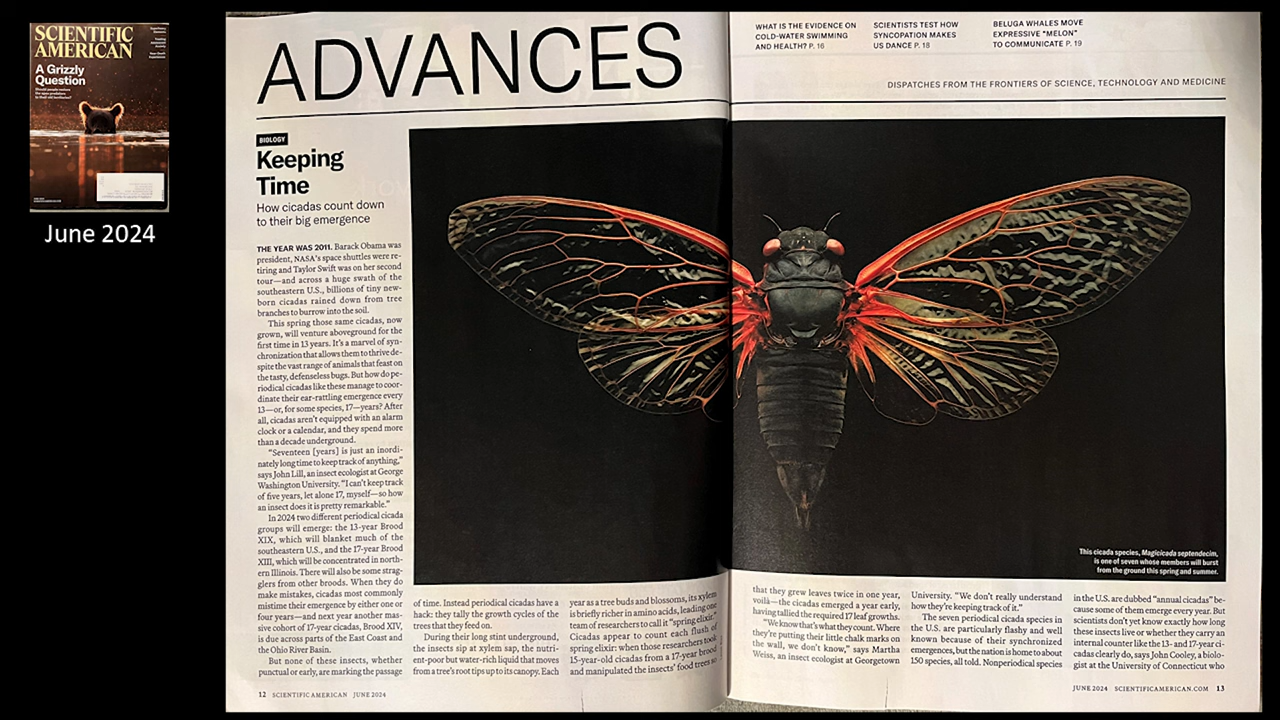 SCIENTIFIC
AMERICAN
A Grizzly
Question
June 2024
ADVANCES
WHAT IS THE EVIDENCE ON
COLD-WATER SWIMMING
AND HEALTH? P. 16
SCIENTISTS TEST HOW
SYNCOPATION MAKES
US DANCE P. 18
BELUGA WHALES MOVE
EXPRESSIVE “MELON”
TO COMMUNICATE P. 19
DISPATCHES FROM THE FRONTIERS OF SCIENCE, TECHNOLOGY AND MEDICINE
BIOLOGY
Keeping
Time
How cicadas count down
to their big emergence
THE YEAR WAS 2011. Barack Obama was
president, NASA’s space shuttles were re-
tiring and Taylor Swift was on her second
tour—and across a huge swath of the
southeastern U.S., billions of tiny new-
born cicadas rained down from tree
branches to burrow into the soil.
This spring those same cicadas, now
grown, will venture aboveground for the
first time in 13 years. It’s a marvel of syn-
chronization that allows them to thrive de-
spite the vast range of animals that feast on
the tasty, defenseless bugs. But how do pe-
riodical cicadas like these manage to coor-
dinate their ear-rattling emergence every
13—or, for some species, 17—years? After
all, cicadas aren’t equipped with an alarm
clock or a calendar, and they spend more
than a decade underground.
“Seventeen [years] is just an inordi-
nately long time to keep track of anything,”
says John Lill, an insect ecologist at George
Washington University. “I can’t keep track
of five years, let alone 17, myself—so how
an insect does it is pretty remarkable.”
In 2024 two different periodical cicada
groups will emerge: the 13-year Brood
XIX, which will blanket much of the
southeastern U.S., and the 17-year Brood
XIII, which will be concentrated in north-
ern Illinois. There will also be some strag-
glers from other broods. When they do
make mistakes, cicadas most commonly
mistime their emergence by either one or
four years—and next year another mas-
sive cohort of 17-year cicadas, Brood XIV,
is due across parts of the East Coast and
the Ohio River Basin.
But none of these insects, whether
punctual or early, are marking the passage
of time. Instead periodical cicadas have a
hack: they tally the growth cycles of the
trees that they feed on.
During their long stint underground,
the insects sip at xylem sap, the nutri-
ent-poor but water-rich liquid that moves
from a tree’s root tips up to its canopy. Each
year as a tree buds and blossoms, its xylem
is briefly richer in amino acids, leading one
team of researchers to call it “spring elixir.”
Cicadas appear to count each flush of
spring elixir: when those researchers took
15-year-old cicadas from a 17-year brood
and manipulated the insects’ food trees so
This cicada species, Magicicada septendecim,
is one of seven whose members will burst
from the ground this spring and summer.
that they grew leaves twice in one year,
voilà—the cicadas emerged a year early,
having tallied the required 17 leaf growths.
“We know that’s what they count. Where
they’re putting their little chalk marks on
the wall, we don’t know,” says Martha
Weiss, an insect ecologist at Georgetown
University. “We don’t really understand
how they’re keeping track of it.”
The seven periodical cicada species in
the U.S. are particularly flashy and well
known because of their synchronized
emergences, but the nation is home to about
150 species, all told. Nonperiodical species
in the U.S. are dubbed “annual cicadas” be-
cause some of them emerge every year. But
scientists don’t yet know exactly how long
these insects live or whether they carry an
internal counter like the 13- and 17-year ci-
cadas clearly do, says John Cooley, a biolo-
gist at the University of Connecticut who
12 SCIENTIFIC AMERICAN JUNE 2024
JUNE 2024 SCIENTIFICAMERICAN.COM 13